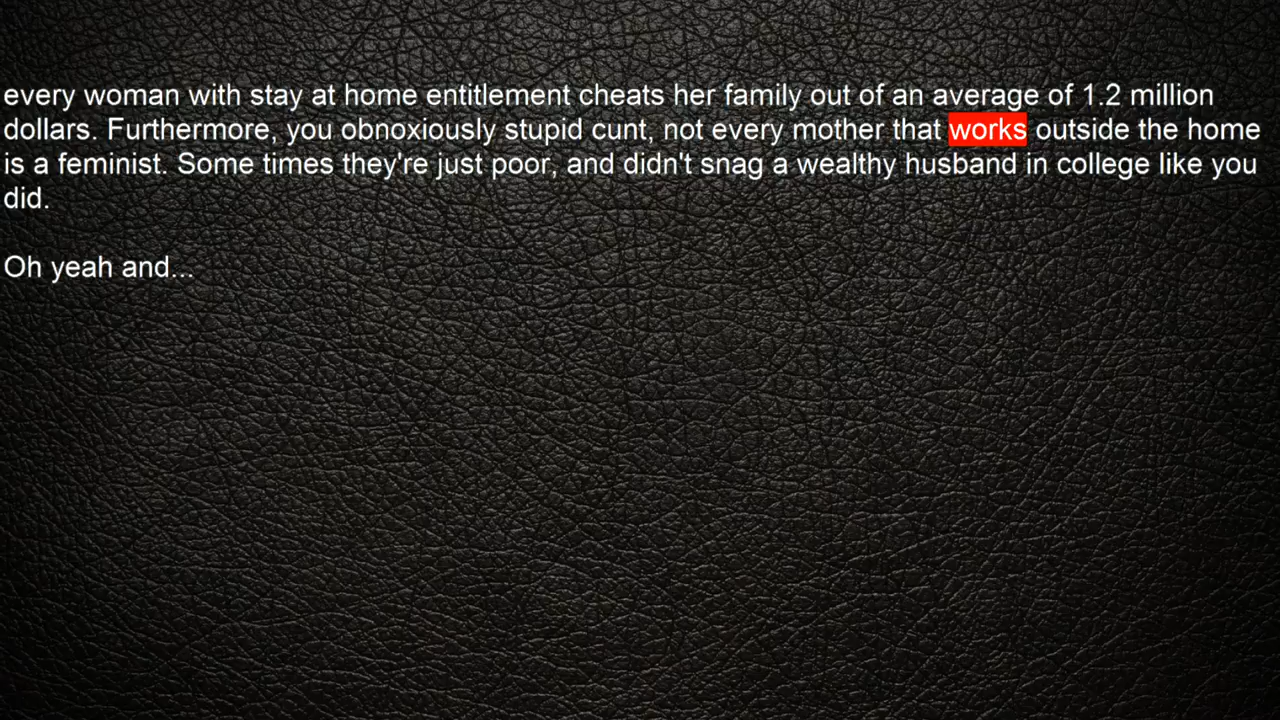 every woman with stay at home entitlement cheats her family out of an average of 1.2 million
dollars. Furthermore, you obnoxiously stupid cunt, not every mother that works outside the home
is a feminist. Some times they're just poor, and didn't snag a wealthy husband in college like you
did.
Oh yeah and...